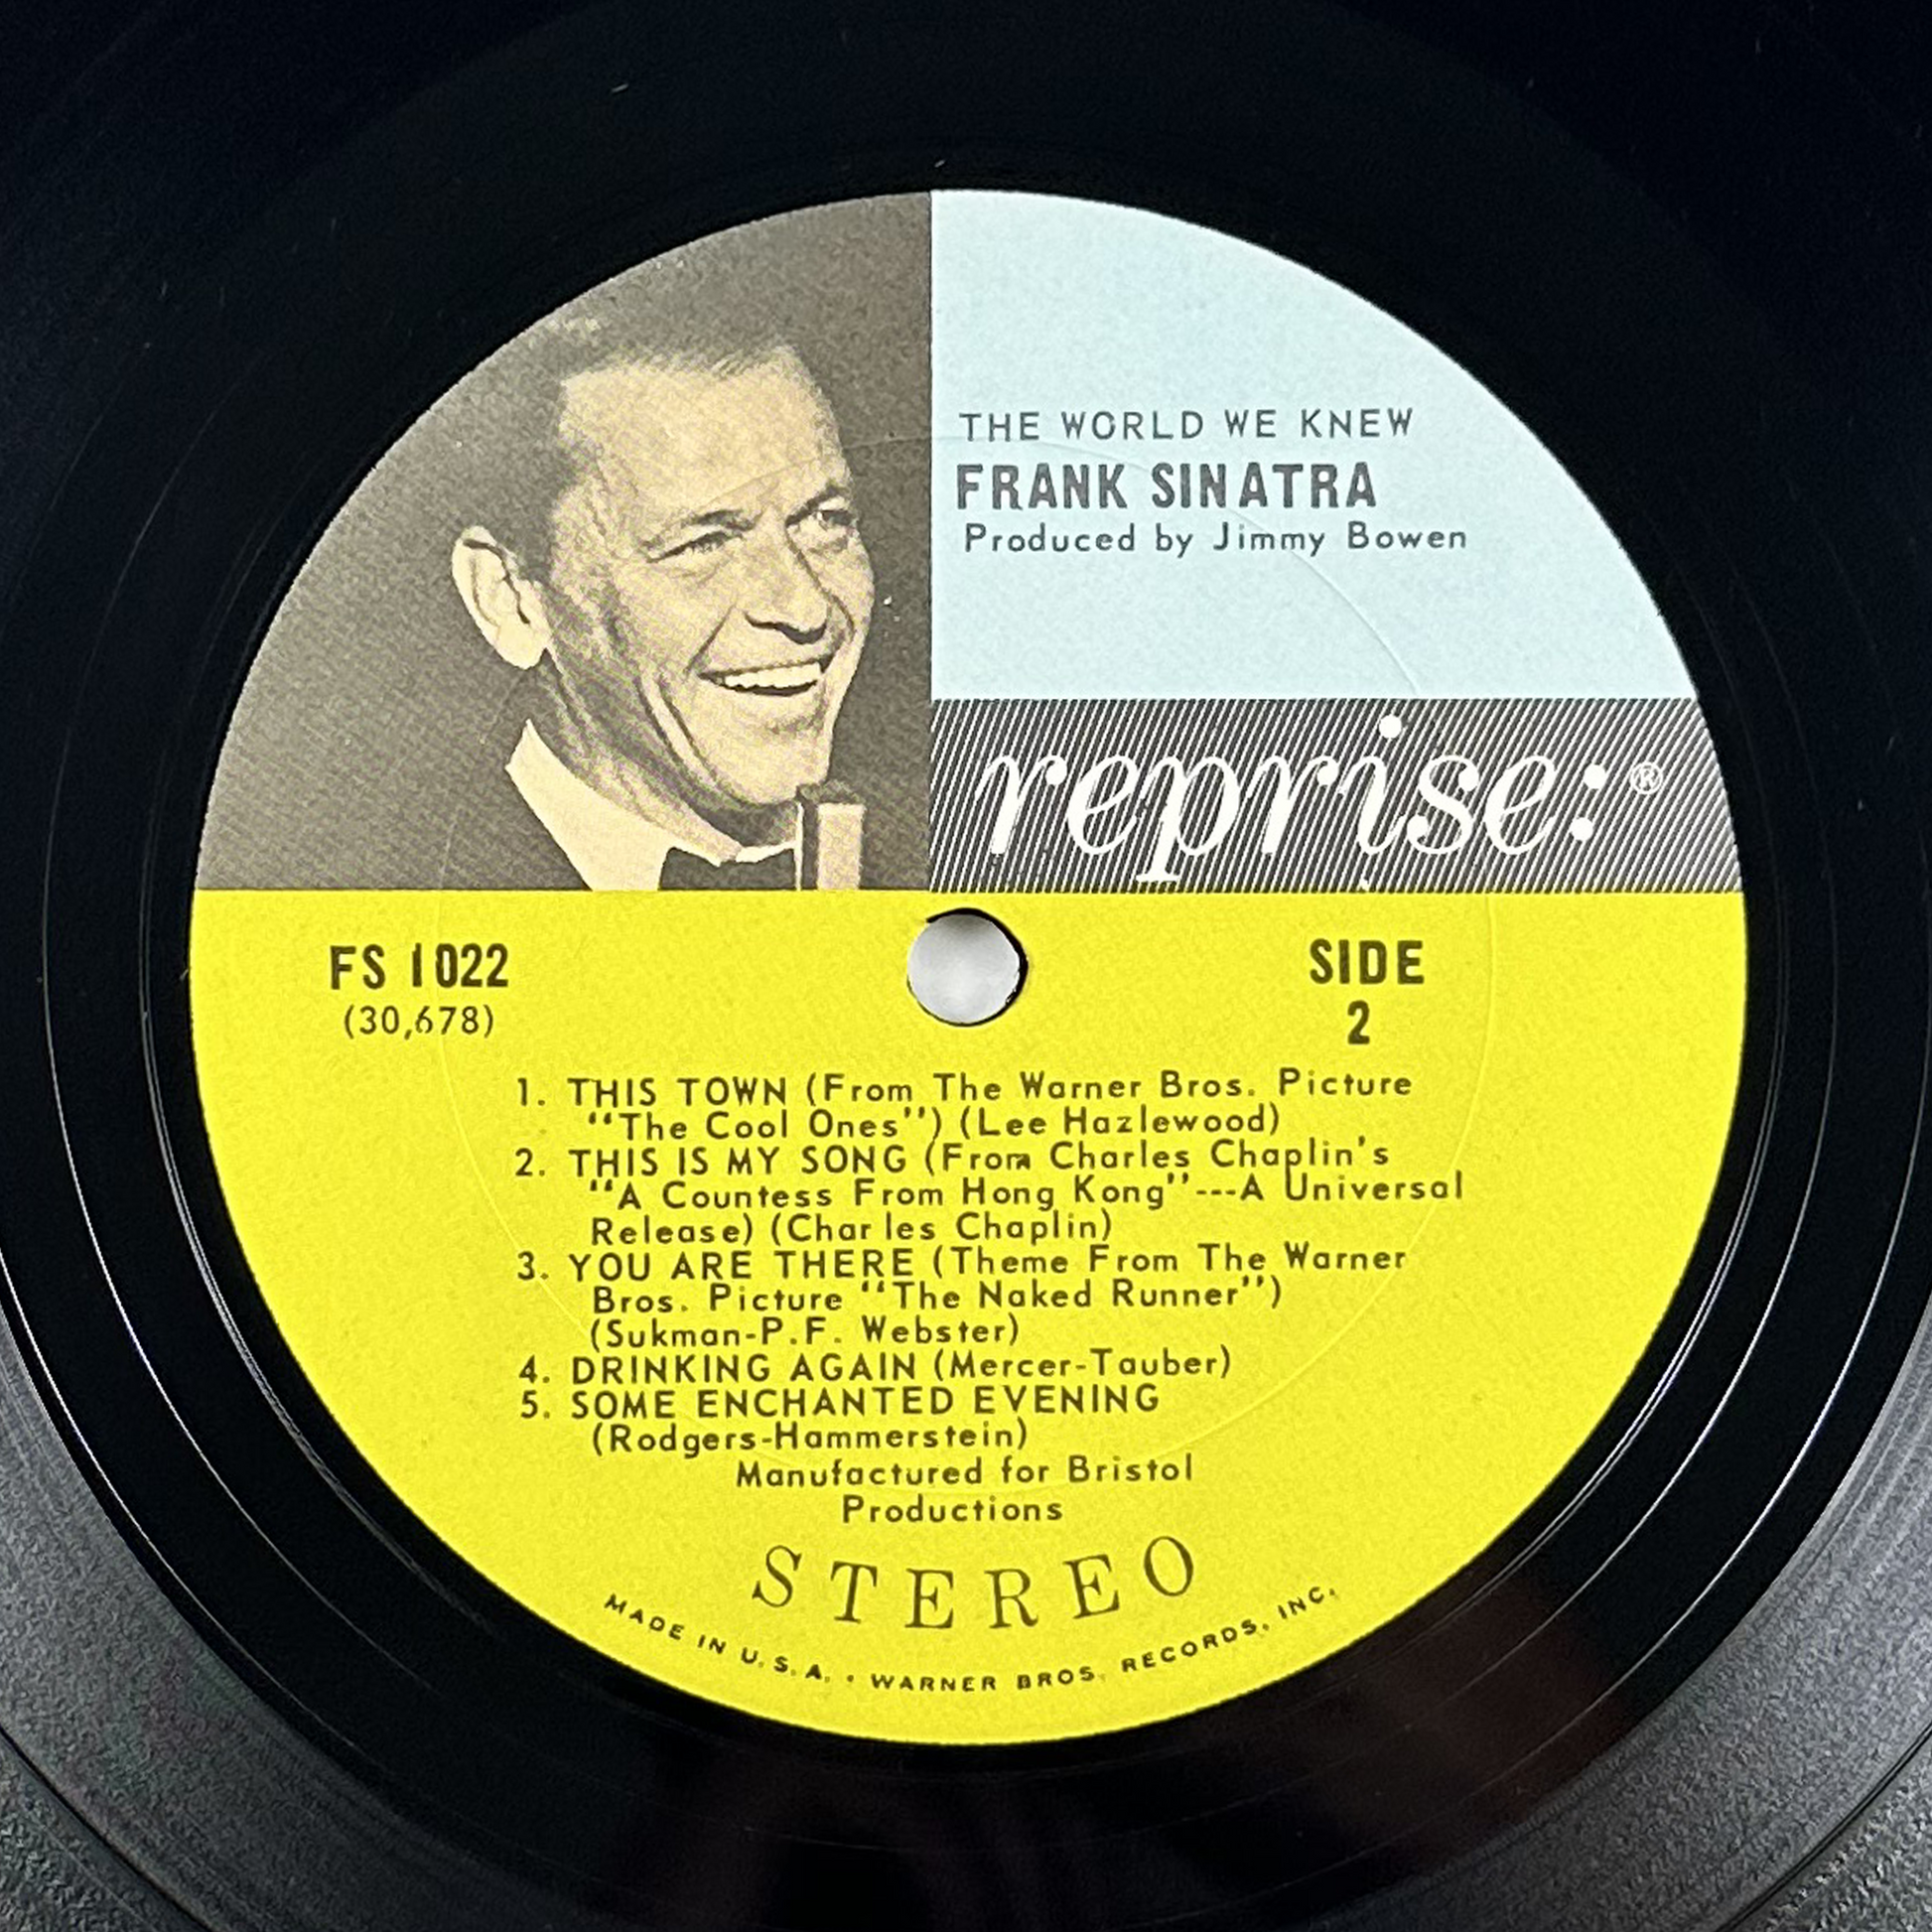 THE WORLD WE KNEW
FRANK SINATRA
Produced by Jimmy Bowen
reprise:®
FS 1022
(30,678)
SIDE
2
1. THIS TOWN (From The Warner Bros. Picture
"The Cool Ones") (Lee Hazlewood)
2. THIS IS MY SONG (From Charles Chaplin's
"A Countess From Hong Kong"---A Universal
Release) (Charles Chaplin)
3. YOU ARE THERE (Theme From The Warner
Bros. Picture "The Naked Runner")
(Sukman-P.F. Webster)
4. DRINKING AGAIN (Mercer-Tauber)
5. SOME ENCHANTED EVENING
(Rodgers-Hammerstein)
Manufactured for Bristol
Productions
STEREO
MADE IN U.S.A. • WARNER BROS. RECORDS, INC.